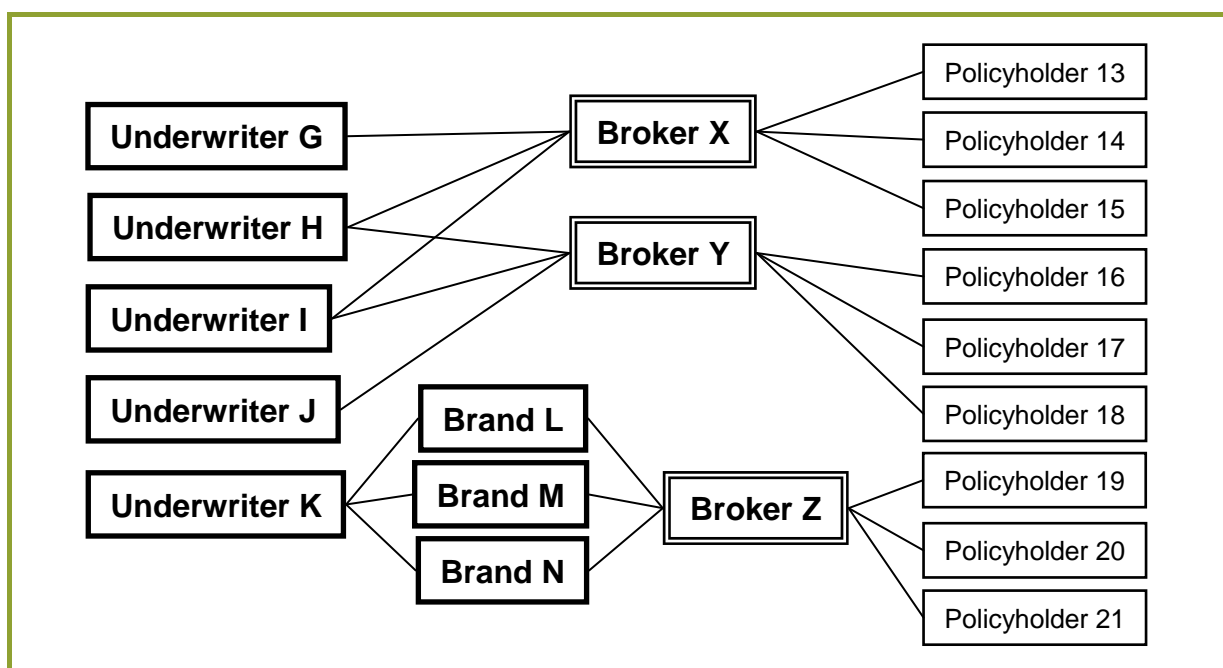 Underwriter G
Underwriter H
Underwriter I
Underwriter J
Underwriter K
Brand L
Brand M
Brand N
Broker X
Broker Y
Broker Z
Policyholder 13
Policyholder 14
Policyholder 15
Policyholder 16
Policyholder 17
Policyholder 18
Policyholder 19
Policyholder 20
Policyholder 21